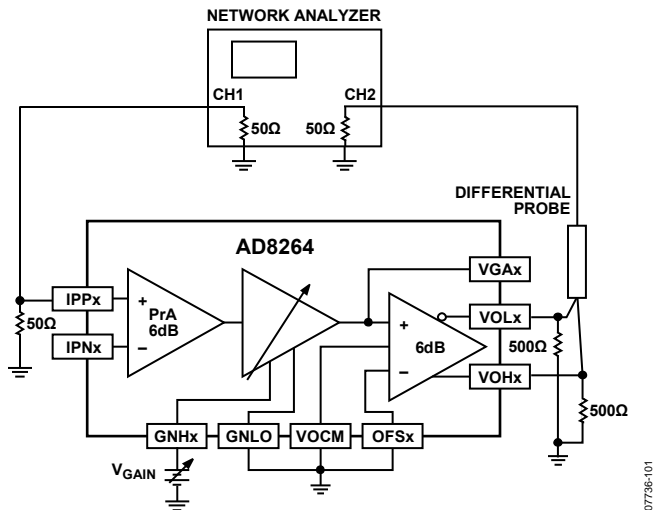 NETWORK ANALYZER
CH1
CH2
50Ω
50Ω
DIFFERENTIAL
PROBE
AD8264
VGAx
IPPx
+
PrA
6dB
–
IPNx
50Ω
+
6dB
–
VOLx
500Ω
VOHx
500Ω
GNHx
GNLO
VOCM
OFSx
VGAIN
07736-101